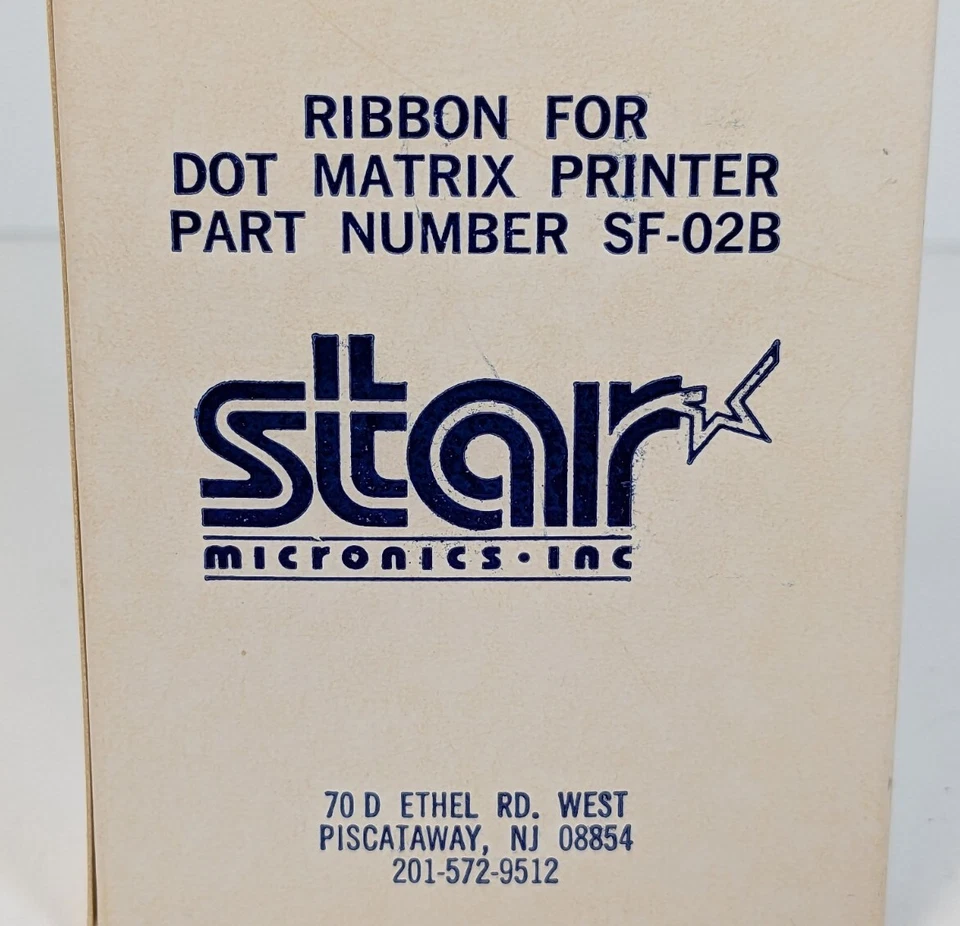 RIBBON FOR
DOT MATRIX PRINTER
PART NUMBER SF-02B
star
micronics·inc
70 D ETHEL RD. WEST
PISCATAWAY, NJ 08854
201-572-9512